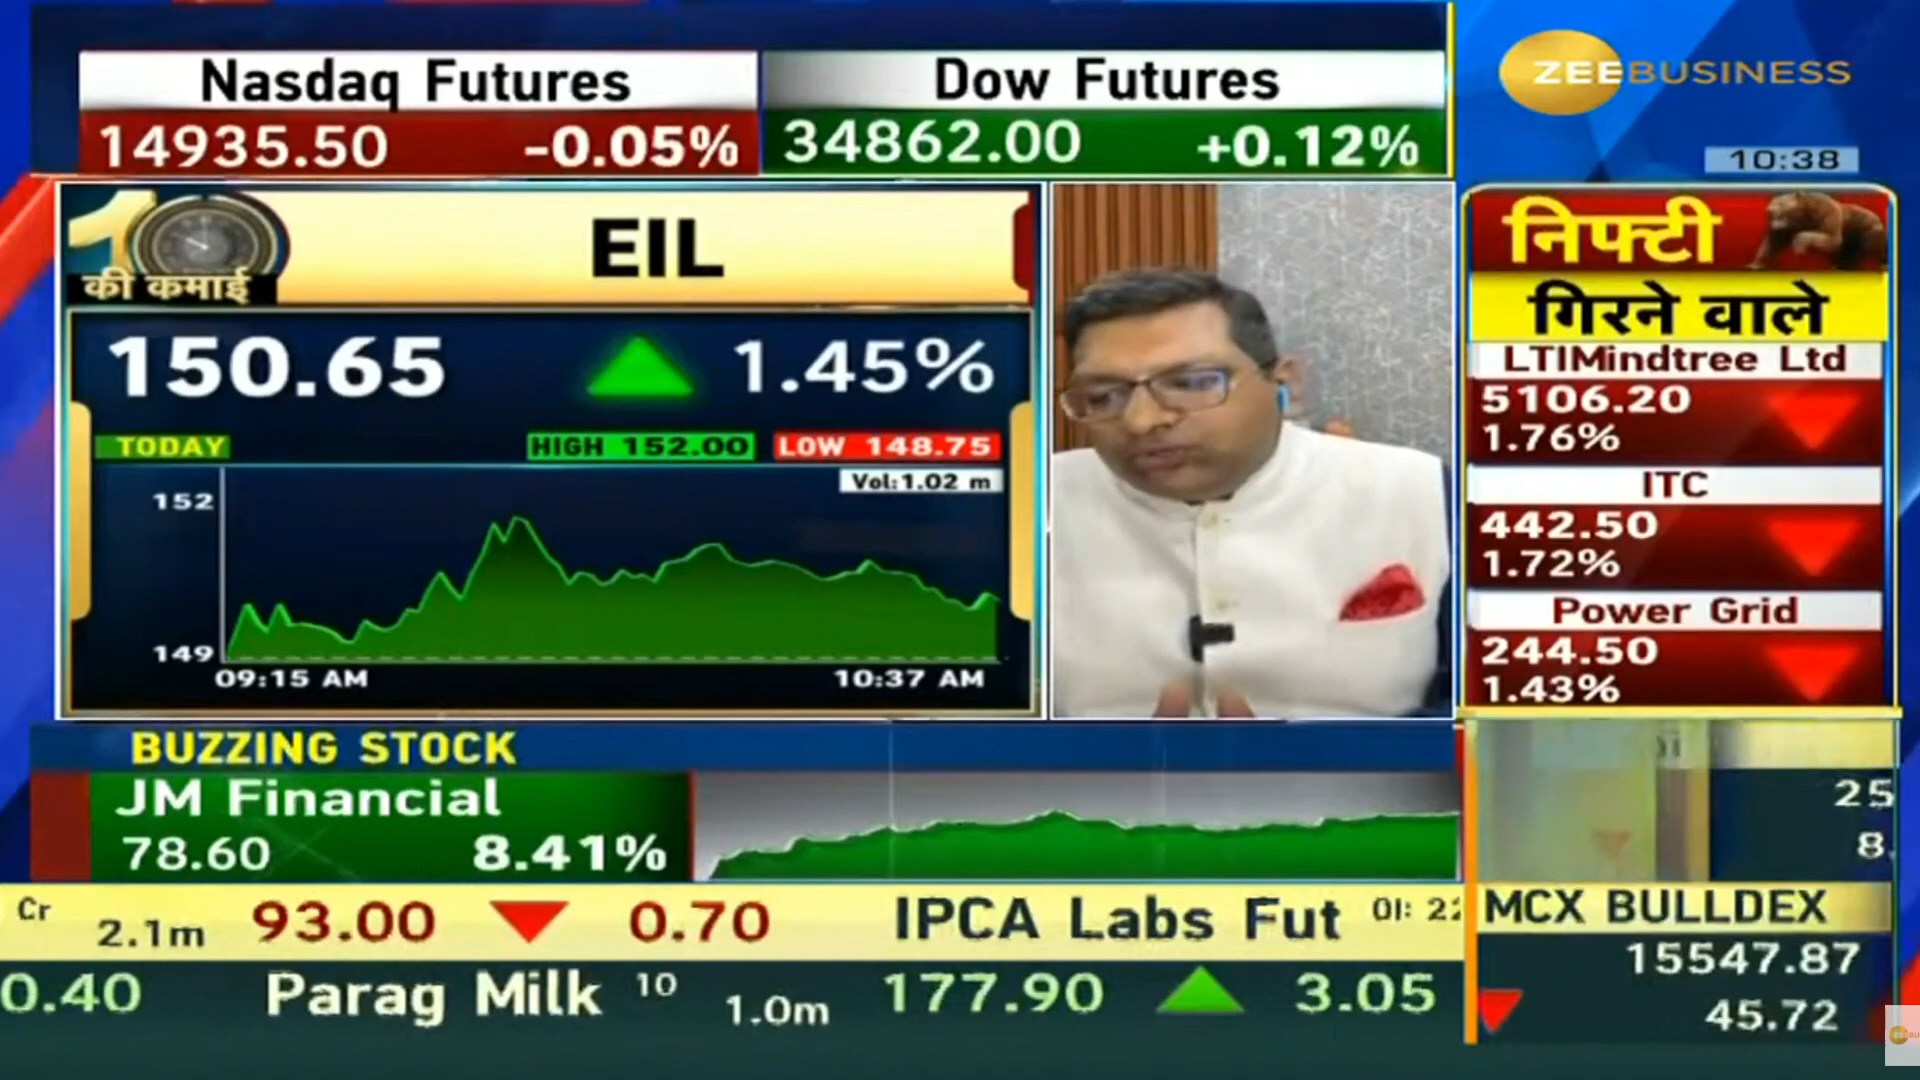 Nasdaq Futures
14935.50 -0.05%
Dow Futures
34862.00 +0.12%
ZEEBUSINESS
10:38
1
की कमाई
EIL
150.65 1.45%
TODAY HIGH 152.00 LOW 148.75
Vol:1.02 m
152
149
09:15 AM 10:37 AM
निफ्टी
गिरने वाले
LTIMindtree Ltd
5106.20
1.76%
ITC
442.50
1.72%
Power Grid
244.50
1.43%
BUZZING STOCK
JM Financial
78.60 8.41%
25
8.
MCX BULLDEX
15547.87
45.72
Cr 2.1m 93.00 0.70 IPCA Labs Fut
0.40 Parag Milk 10 1.0m 177.90 3.05